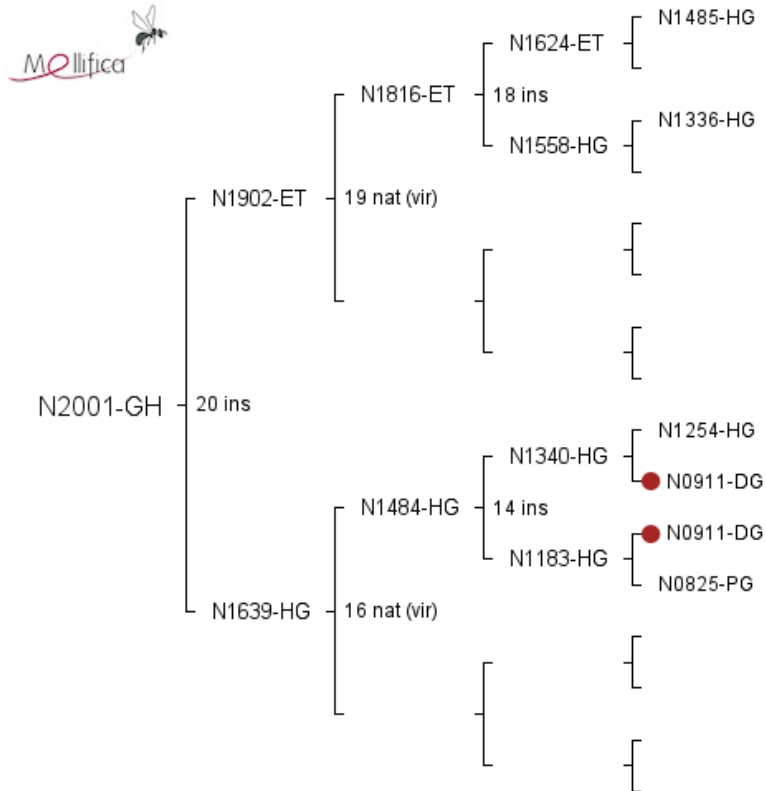 Mellifica
N1485-HG
N1624-ET
N1816-ET
18 ins
N1336-HG
N1558-HG
N1902-ET
19 nat (vir)
N2001-GH
20 ins
N1254-HG
N1340-HG
N0911-DG
N1484-HG
14 ins
N0911-DG
N1183-HG
N0825-PG
N1639-HG
16 nat (vir)